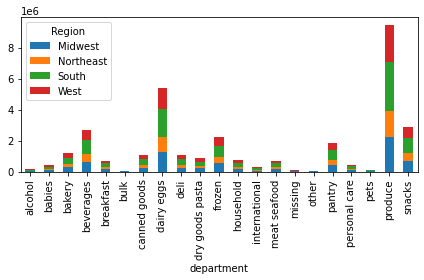 1e6
Region
Midwest
Northeast
South
West
8
6
4
2
0
alcohol
babies
bakery
beverages
breakfast
bulk
canned goods
dairy eggs
deli
dry goods pasta
frozen
household
international
meat seafood
missing
other
pantry
personal care
pets
produce
snacks
department